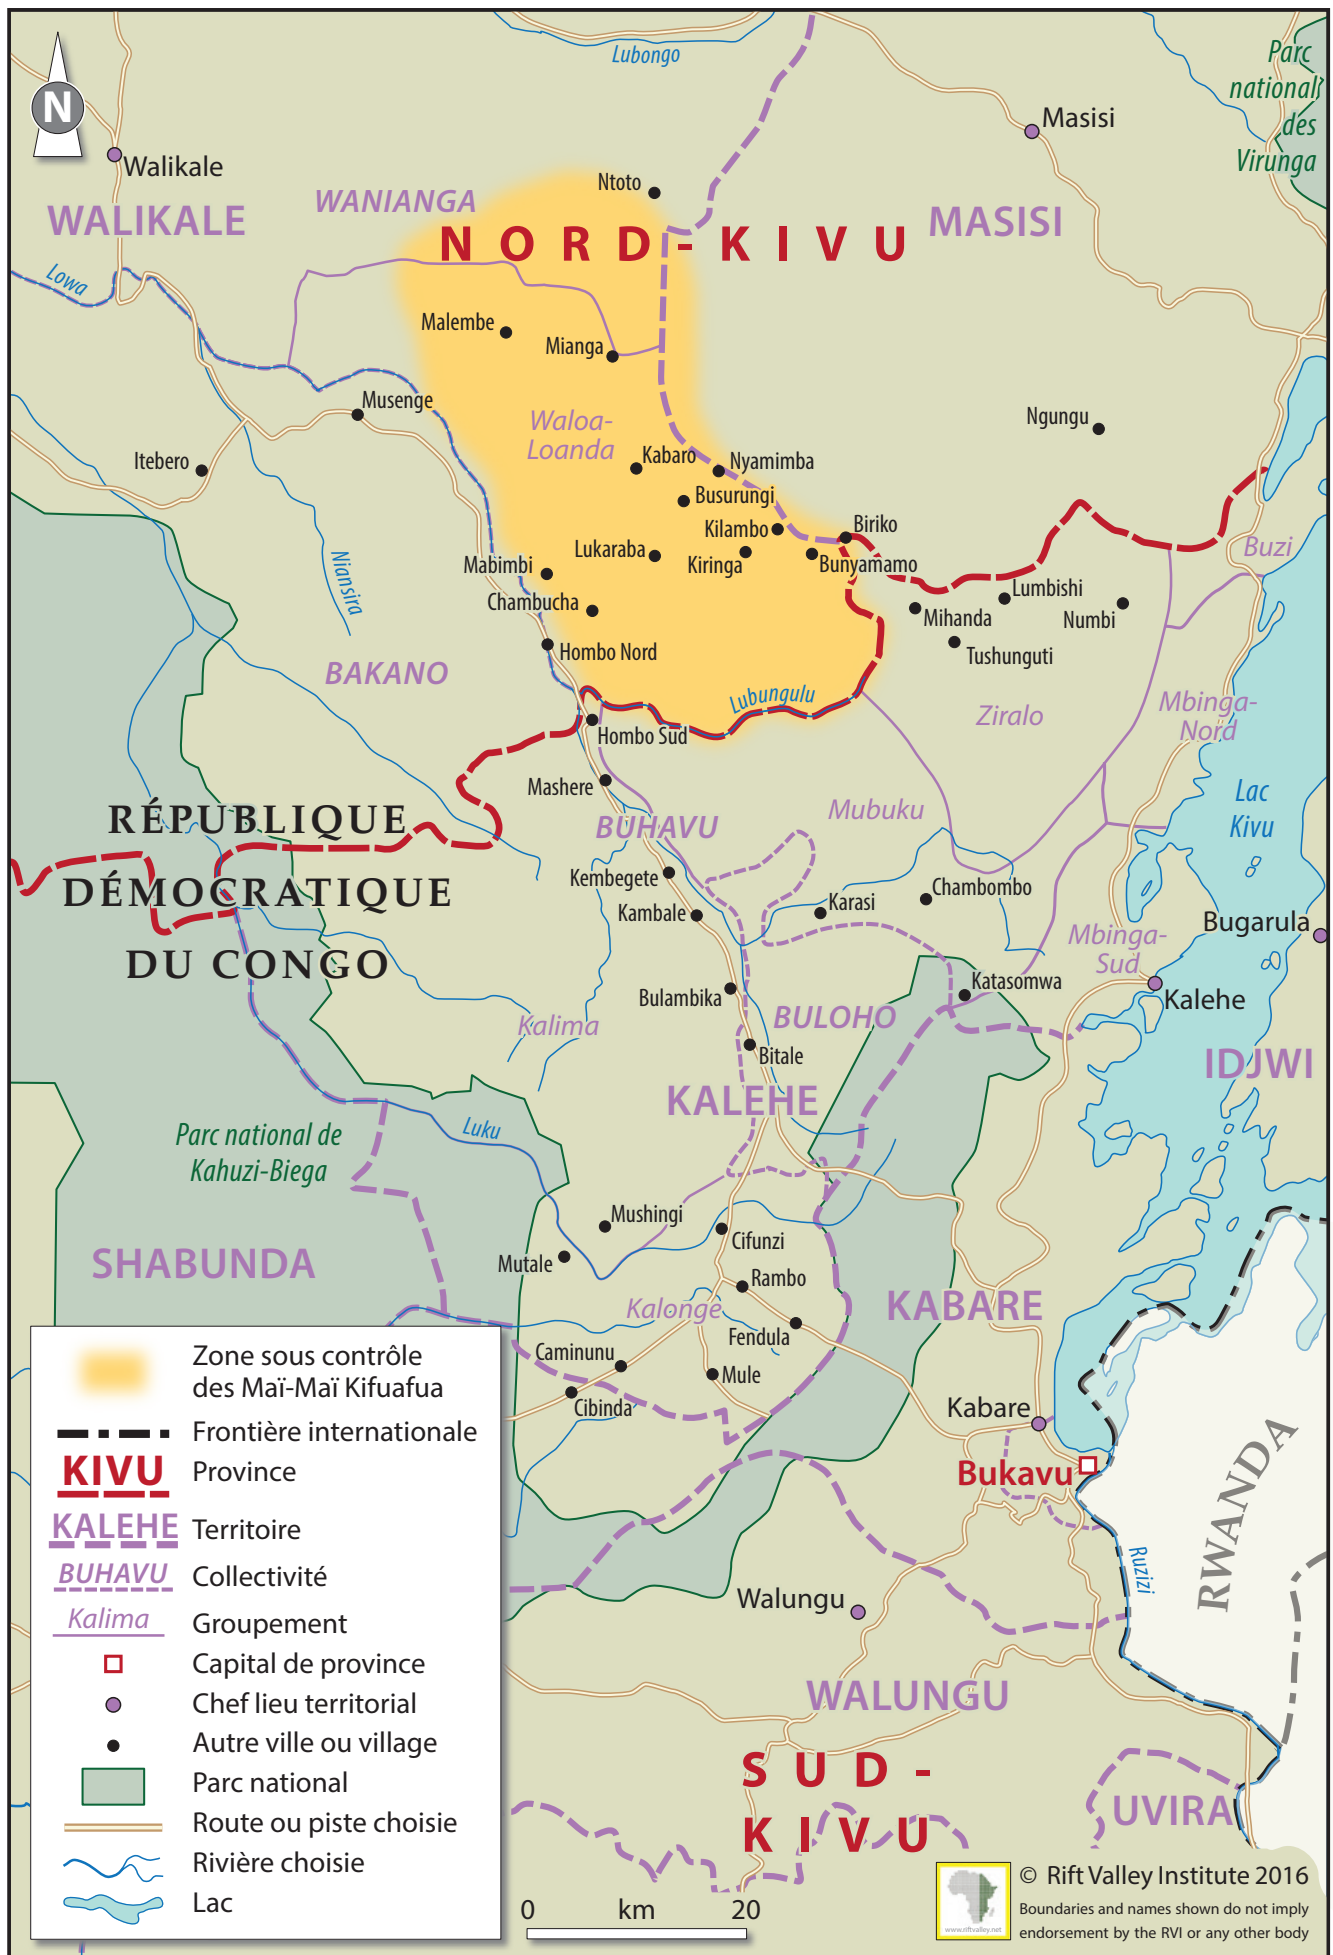 Lubongo
Parc
national
des
Virunga
N
Masisi
Walikale
WALIKALE
WANIANGA
Ntoto
MASISI
NORD-KIVU
Lowa
Malembe
Mianga
Musenge
Waloa-
Loanda
Ngungu
Itebero
Kabaro
Nyamimba
Busurungi
Kilambo
Biriko
Lukaraba
Kiringa
Bunyamamo
Buzi
Mabimbi
Niansira
Chambucha
Lumbishi
Mihanda
Numbi
Hombo Nord
Tushunguti
BAKANO
Lubungulu
Ziralo
Mbinga-
Nord
Hombo Sud
Mashere
Lac
Kivu
RÉPUBLIQUE
DÉMOCRATIQUE
DU CONGO
BUHAVU
Mubuku
Kembegete
Kambale
Karasi
Chambombo
Bugarula
Mbinga-
Sud
Bulambika
Katasomwa
Kalehe
Kalima
BULOHO
Bitale
IDJWI
KALEHE
Parc national de
Kahuzi-Biega
Luku
Mushingi
Cifunzi
Mutale
SHABUNDA
Rambo
Kalonge
KABARE
Fendula
Caminunu
Mule
Cibinda
Kabare
Bukavu
RWANDA
Ruzizi
Walungu
WALUNGU
SUD-
KIVU
UVIRA
Zone sous contrôle
des Maï-Maï Kifuafua
Frontière internationale
KIVU Province
KALEHE Territoire
BUHAVU Collectivité
Kalima Groupement
Capital de province
Chef lieu territorial
Autre ville ou village
Parc national
Route ou piste choisie
Rivière choisie
Lac
0 km 20
www.riftvalley.net
© Rift Valley Institute 2016
Boundaries and names shown do not imply
endorsement by the RVI or any other body